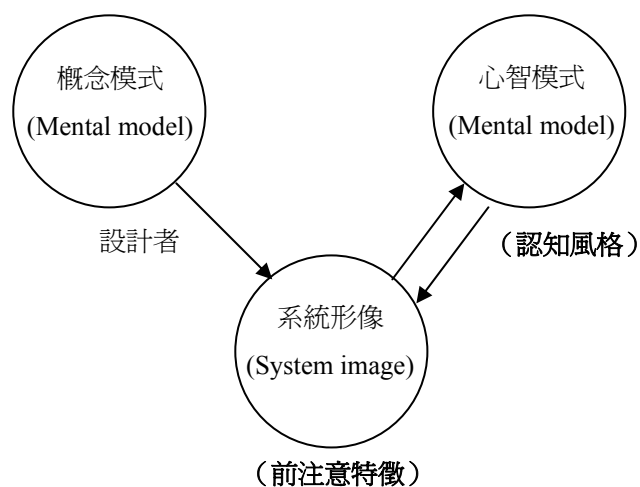 概念模式
(Mental model)
心智模式
(Mental model)
設計者
（認知風格）
系統形像
(System image)
（前注意特徵）